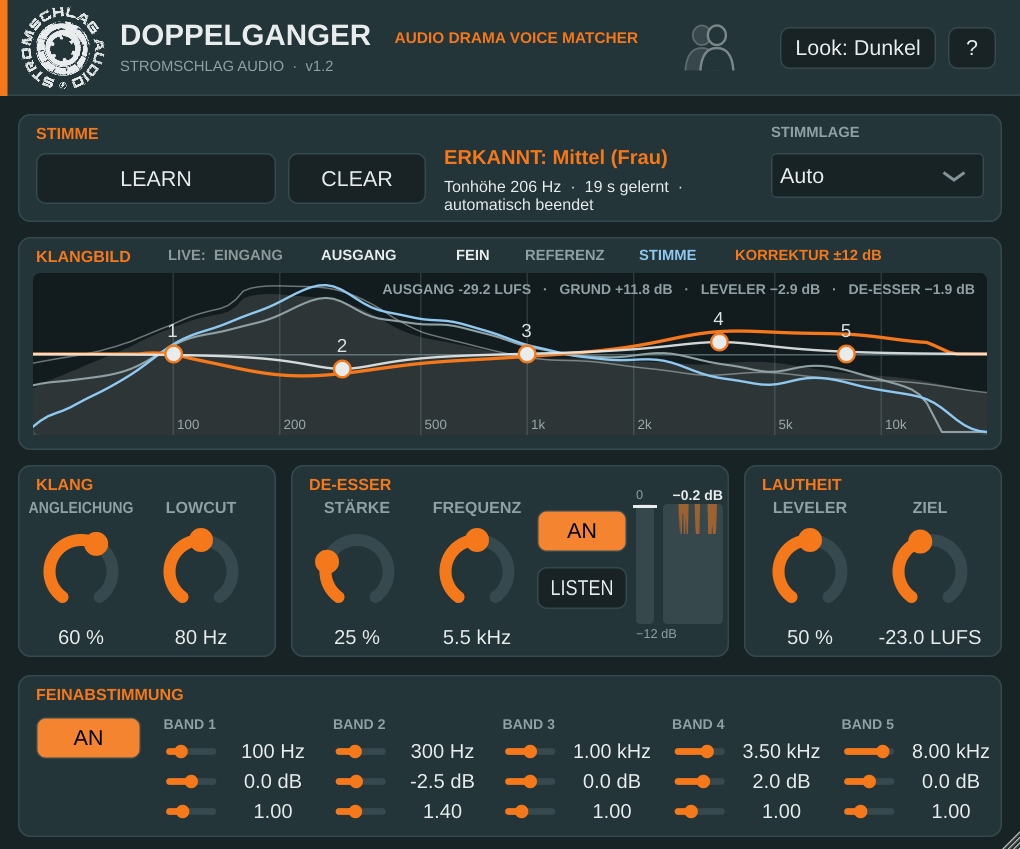 STROMSCHLAG AUDIO
DOPPELGANGER AUDIO DRAMA VOICE MATCHER
STROMSCHLAG AUDIO · v1.2
Look: Dunkel ?
STIMME
LEARN CLEAR
ERKANNT: Mittel (Frau)
Tonhöhe 206 Hz · 19 s gelernt ·
automatisch beendet
STIMMLAGE
Auto
KLANGBILD LIVE: EINGANG AUSGANG FEIN REFERENZ STIMME KORREKTUR ±12 dB
AUSGANG -29.2 LUFS · GRUND +11.8 dB · LEVELER −2.9 dB · DE-ESSER −1.9 dB
1 2 3 4 5
100 200 500 1k 2k 5k 10k
KLANG
ANGLEICHUNG LOWCUT
60 % 80 Hz
DE-ESSER
STÄRKE FREQUENZ
25 % 5.5 kHz
AN
LISTEN
0 −0.2 dB
−12 dB
LAUTHEIT
LEVELER ZIEL
50 % -23.0 LUFS
FEINABSTIMMUNG
AN
BAND 1 BAND 2 BAND 3 BAND 4 BAND 5
100 Hz 300 Hz 1.00 kHz 3.50 kHz 8.00 kHz
0.0 dB -2.5 dB 0.0 dB 2.0 dB 0.0 dB
1.00 1.40 1.00 1.00 1.00